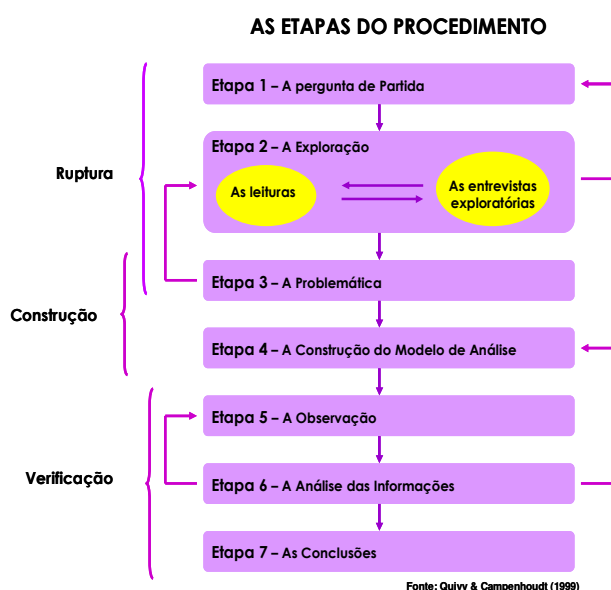 AS ETAPAS DO PROCEDIMENTO
Etapa 1 – A pergunta de Partida
Etapa 2 – A Exploração
Ruptura
As leituras
As entrevistas
exploratórias
Etapa 3 – A Problemática
Construção
Etapa 4 – A Construção do Modelo de Análise
Etapa 5 – A Observação
Verificação
Etapa 6 – A Análise das Informações
Etapa 7 – As Conclusões
Fonte: Quivy & Campenhoudt (1999)